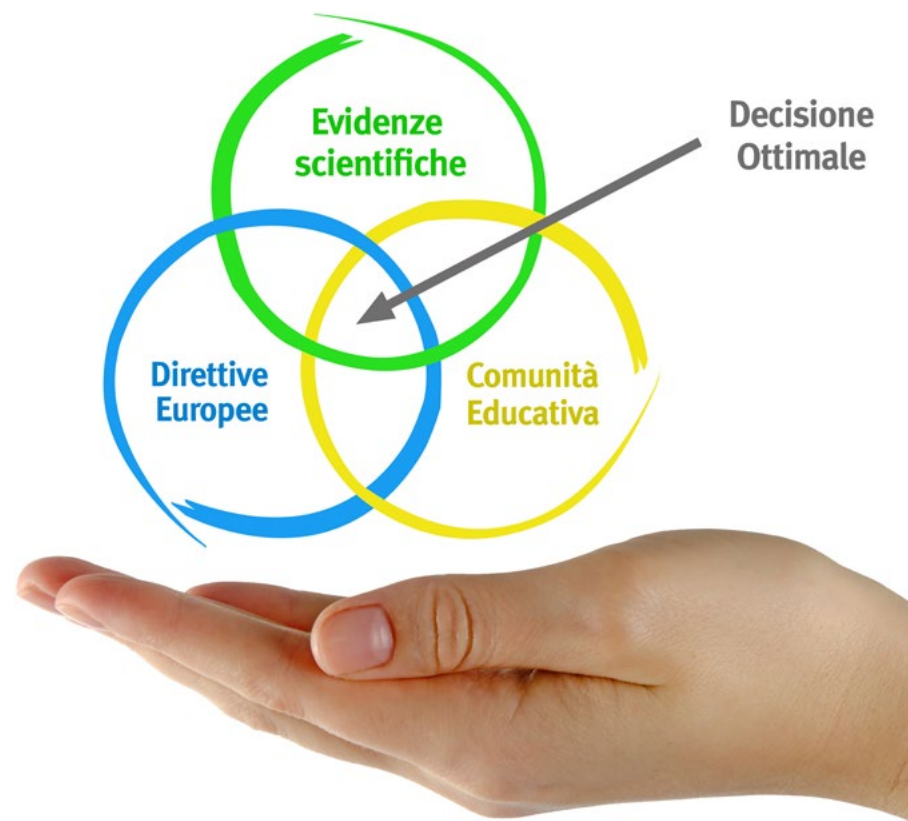 Evidenze
scientifiche
Decisione
Ottimale
Direttive
Europee
Comunità
Educativa